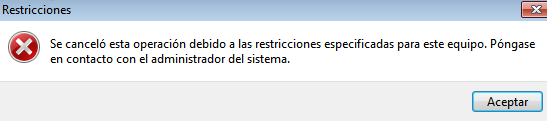 Restricciones
Se canceló esta operación debido a las restricciones especificadas para este equipo. Póngase
en contacto con el administrador del sistema.
Aceptar